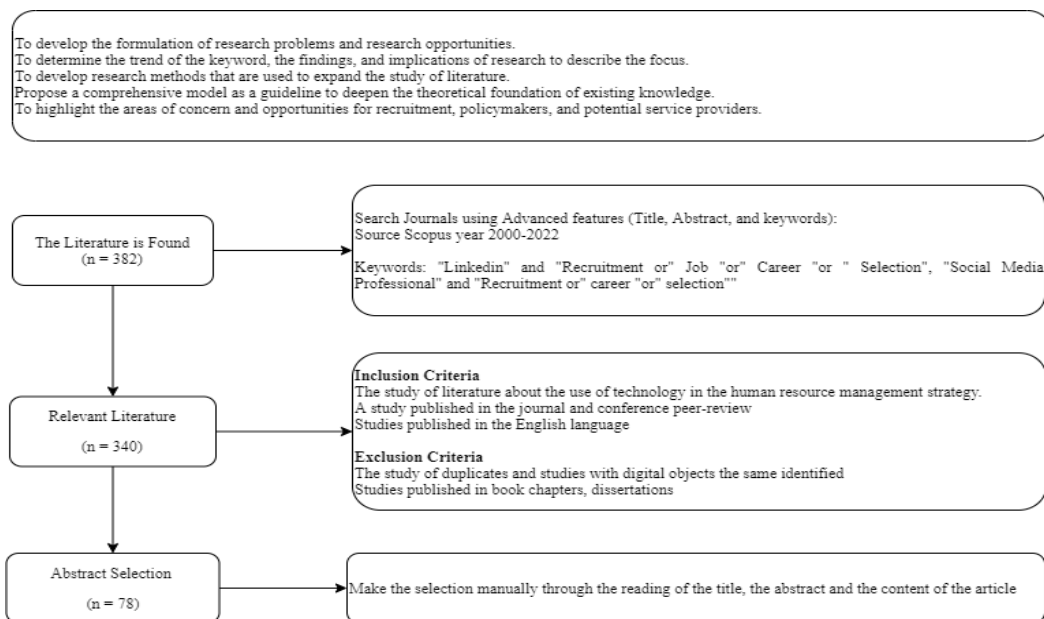 To develop the formulation of research problems and research opportunities.
To determine the trend of the keyword, the findings, and implications of research to describe the focus.
To develop research methods that are used to expand the study of literature.
Propose a comprehensive model as a guideline to deepen the theoretical foundation of existing knowledge.
To highlight the areas of concern and opportunities for recruitment, policymakers, and potential service providers.
The Literature is Found
(n = 382)
Search Journals using Advanced features (Title, Abstract, and keywords):
Source Scopus year 2000-2022
Keywords: "Linkedin" and "Recruitment or" Job "or" Career "or " Selection", "Social Media
Professional" and "Recruitment or" career "or" selection""
Relevant Literature
(n = 340)
Inclusion Criteria
The study of literature about the use of technology in the human resource management strategy.
A study published in the journal and conference peer-review
Studies published in the English language
Exclusion Criteria
The study of duplicates and studies with digital objects the same identified
Studies published in book chapters, dissertations
Abstract Selection
(n = 78)
Make the selection manually through the reading of the title, the abstract and the content of the article